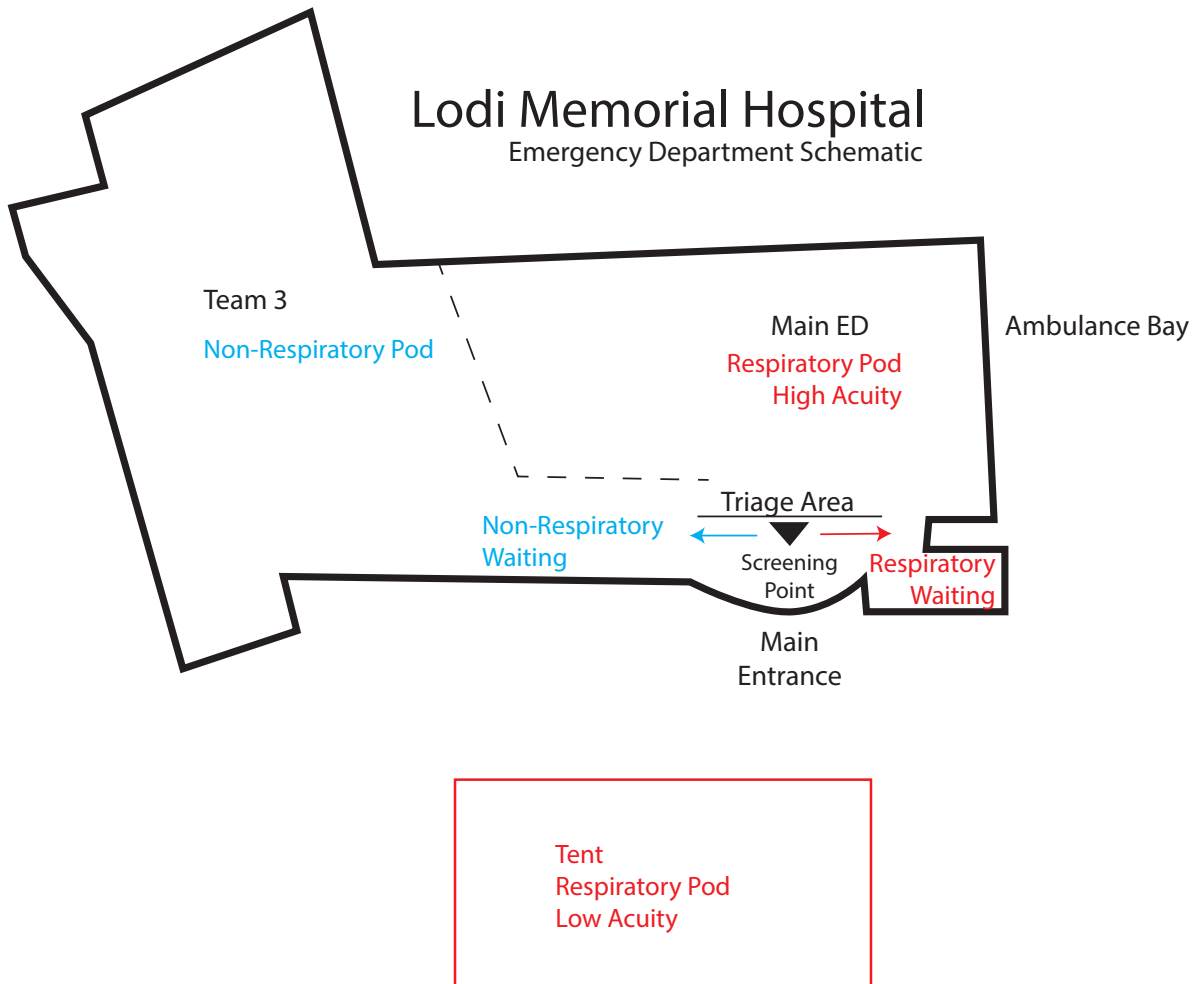 Lodi Memorial Hospital
Emergency Department Schematic
Team 3
Non-Respiratory Pod
Main ED
Respiratory Pod
High Acuity
Ambulance Bay
Triage Area
Non-Respiratory
Waiting
Screening
Point
Respiratory
Waiting
Main
Entrance
Tent
Respiratory Pod
Low Acuity